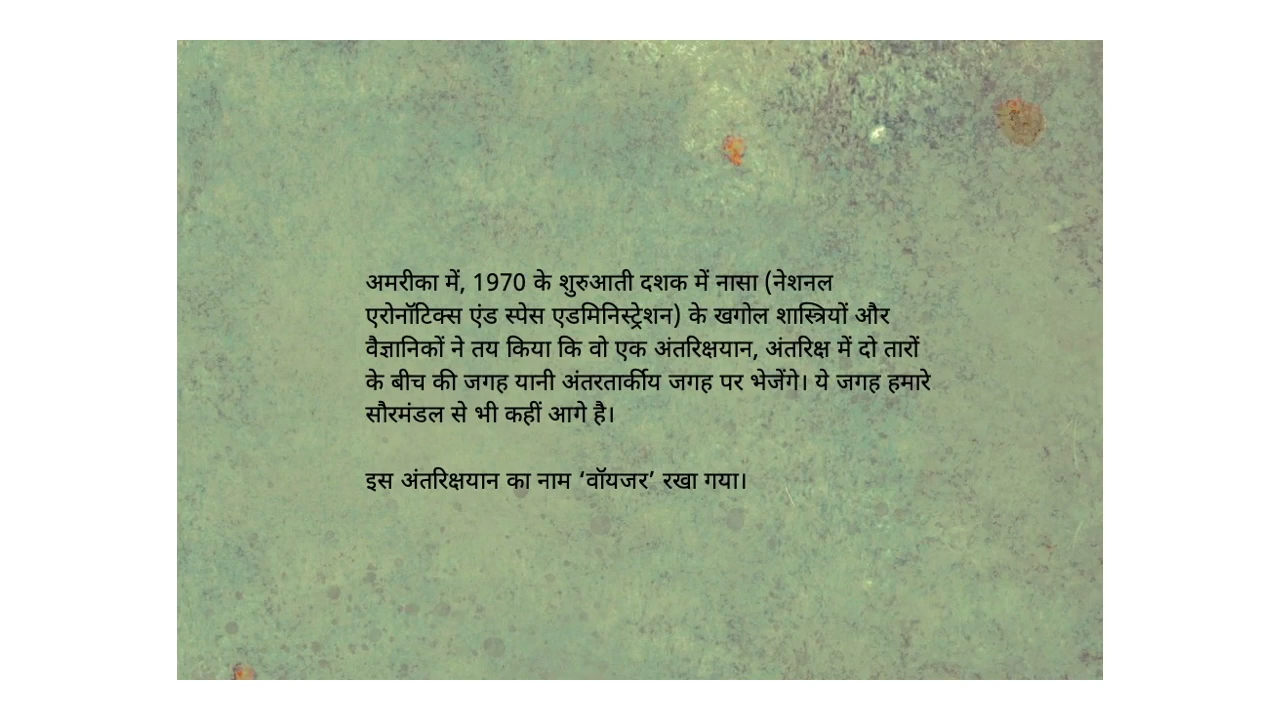 अमरीका में, 1970 के शुरुआती दशक में नासा (नेशनल
एरोनॉटिक्स एंड स्पेस एडमिनिस्ट्रेशन) के खगोल शास्त्रियों और
वैज्ञानिकों ने तय किया कि वो एक अंतरिक्षयान, अंतरिक्ष में दो तारों
के बीच की जगह यानी अंतरतार्कीय जगह पर भेजेंगे। ये जगह हमारे
सौरमंडल से भी कहीं आगे है।
इस अंतरिक्षयान का नाम ‘वॉयजर’ रखा गया।